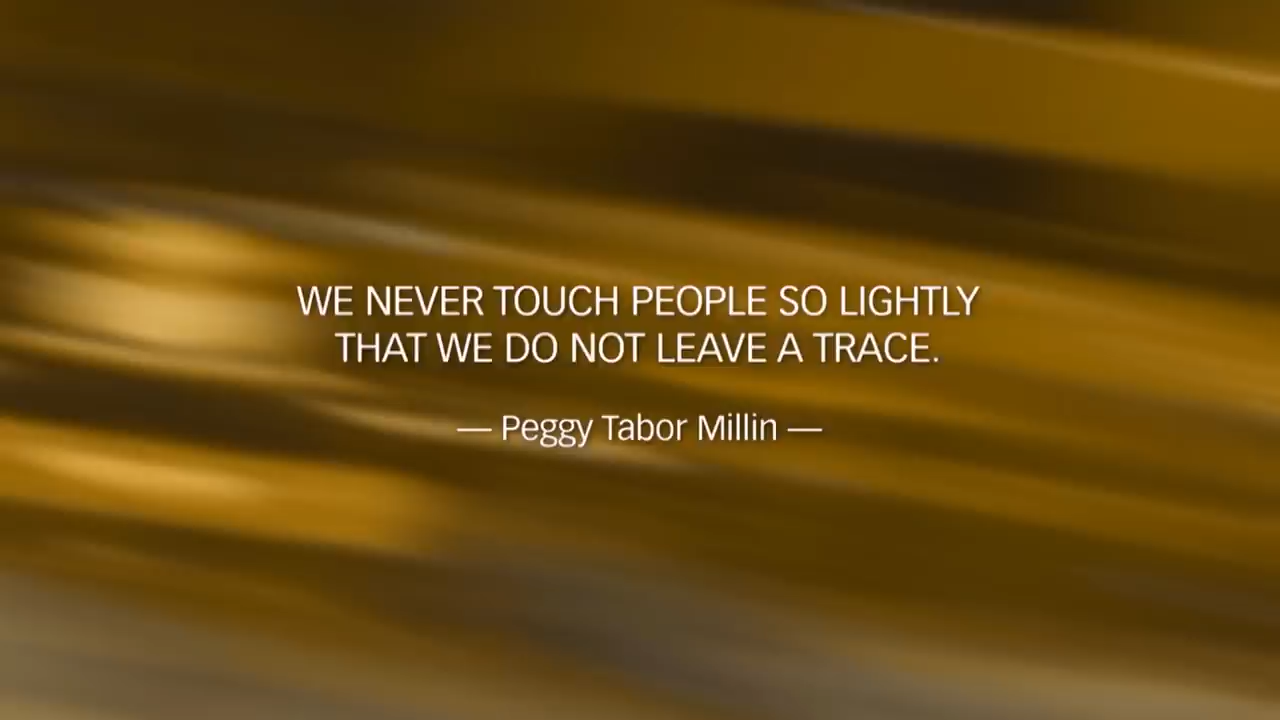 WE NEVER TOUCH PEOPLE SO LIGHTLY
THAT WE DO NOT LEAVE A TRACE.
— Peggy Tabor Millin —